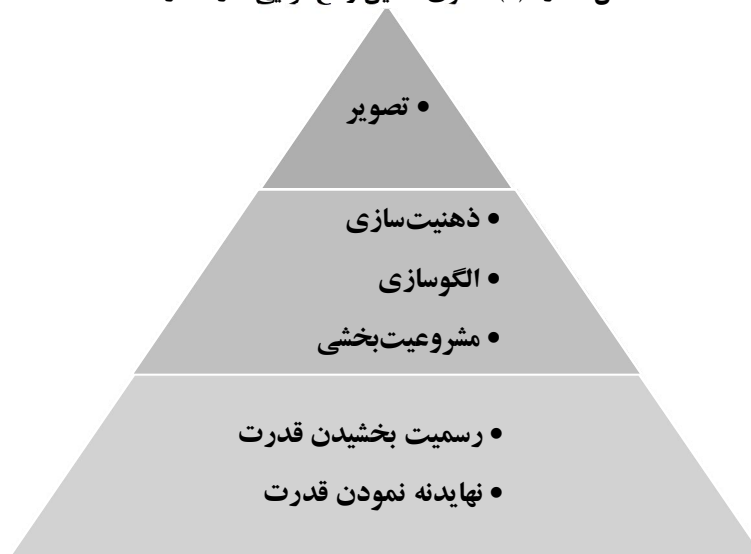 • تصویر
• ذهنیت‌سازی
• الگوسازی
• مشروعیت‌بخشی
• رسمیت بخشیدن قدرت
• نهایدنه نمودن قدرت